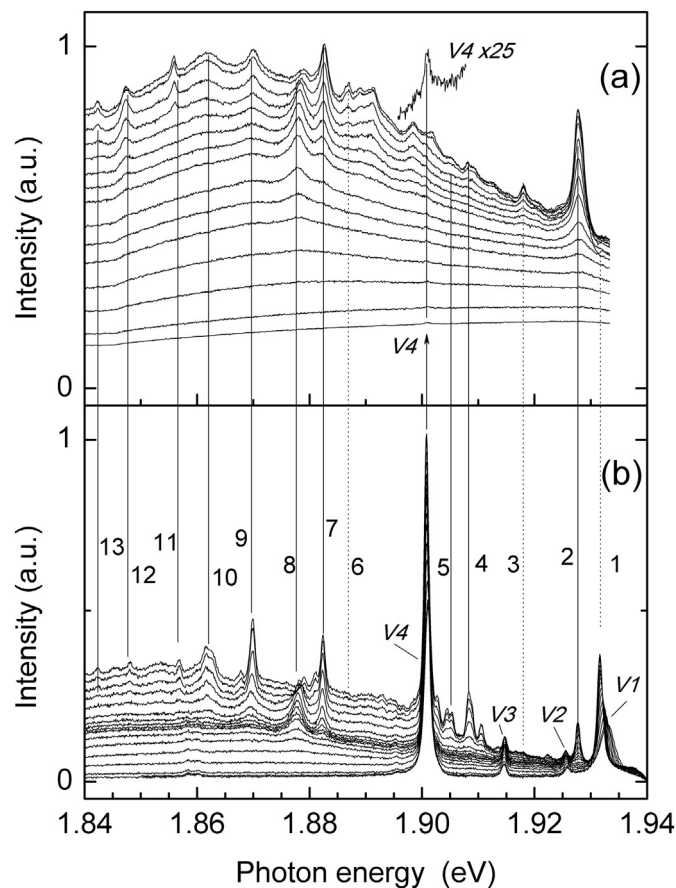 1
V4 x25
(a)
Intensity (a.u.)
V4
0
1
(b)
13
12
11
10
9
8
7
6
5
4
3
2
1
Intensity (a.u.)
V4
V3
V2
V1
0
1.84 1.86 1.88 1.90 1.92 1.94
Photon energy (eV)